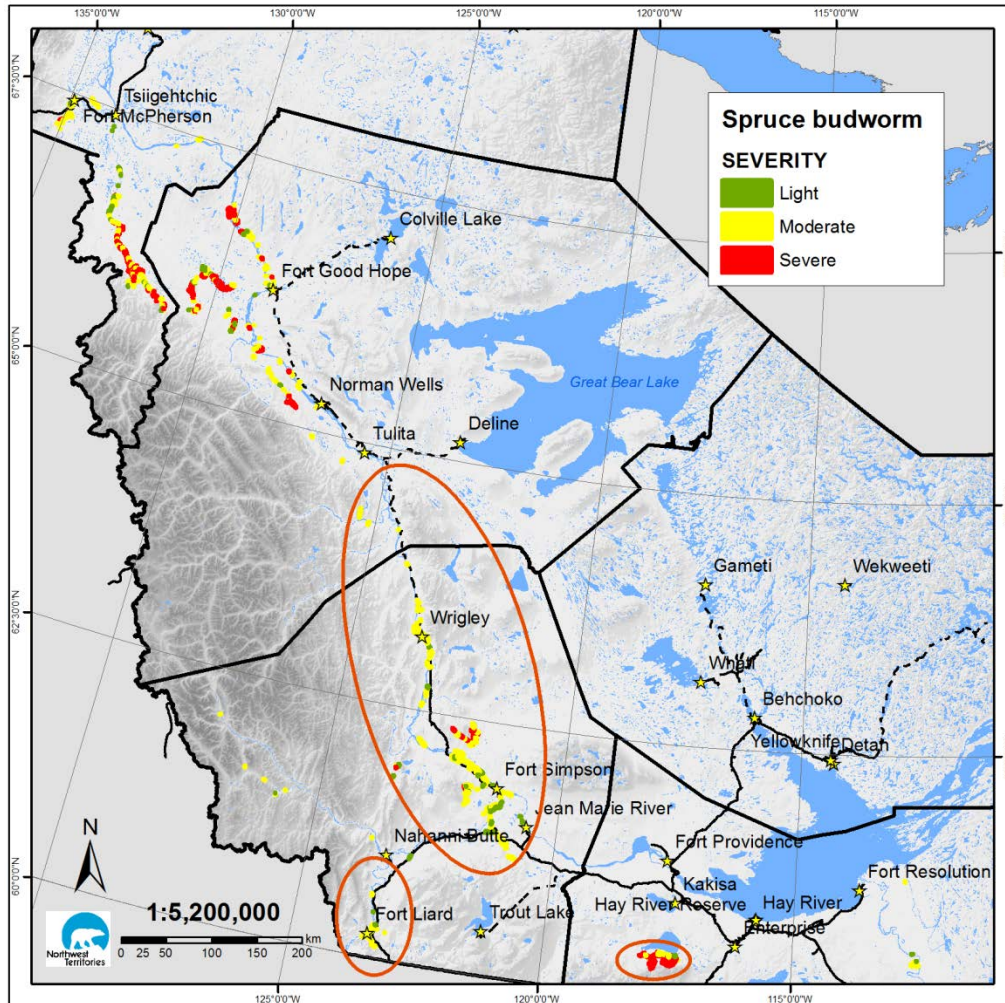 135°0'0"W
130°0'0"W
125°0'0"W
120°0'0"W
115°0'0"W
67°30'0"N
65°0'0"N
62°30'0"N
60°0'0"N
Spruce budworm
SEVERITY
Light
Moderate
Severe
Tsiigehtchic
Fort McPherson
Colville Lake
Fort Good Hope
Great Bear Lake
Norman Wells
Deline
Tulita
Gameti
Wekweeti
Wrigley
Whati
Behchoko
Yellowknife
Detah
Fort Simpson
Jean Marie River
Nahanni Butte
Fort Providence
Kakisa
Fort Resolution
Hay River Reserve
Hay River
Enterprise
Fort Liard
Trout Lake
N
1:5,200,000
0 25 50 100 150 200 km
Northwest
Territories
125°0'0"W
120°0'0"W
115°0'0"W